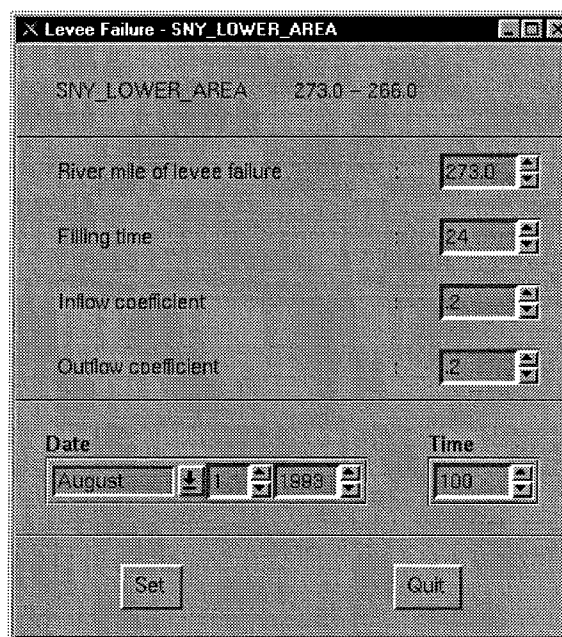 X Levee Failure - SNY_LOWER_AREA
SNY_LOWER_AREA 273.0 - 266.0
River mile of levee failure : 273.0
Filling time : 24
Inflow coefficient : .2
Outflow coefficient : .2
Date Time
August 1 1993 100
Set Quit